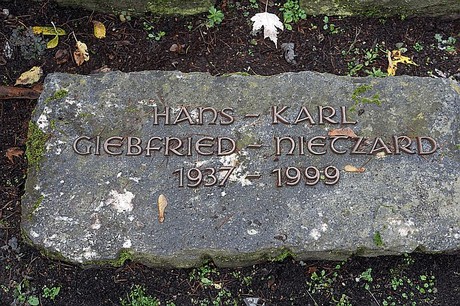 HANS - KARL
GIEBFRIED - NIETZARD
1937 - 1999